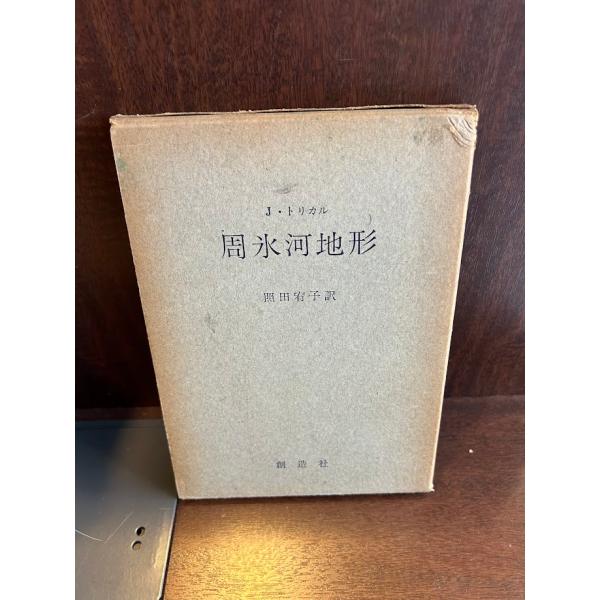 J・トリカル
周氷河地形
照田宥子訳
創造社